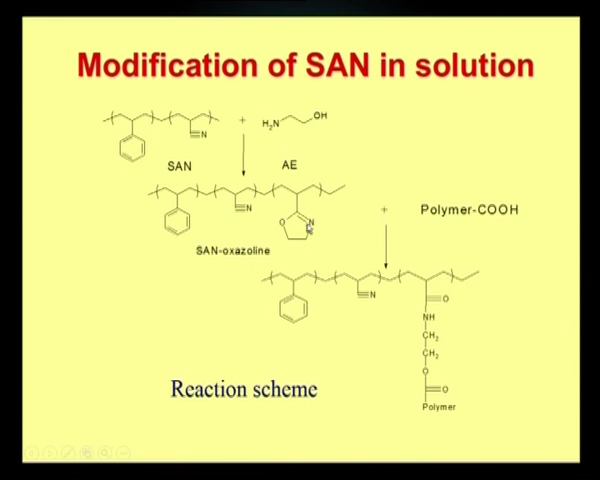 Modification of SAN in solution
+
H2N
OH
N
SAN
AE
N
O
N
+
Polymer-COOH
SAN-oxazoline
N
O
NH
CH2
CH2
O
O
Polymer
Reaction scheme